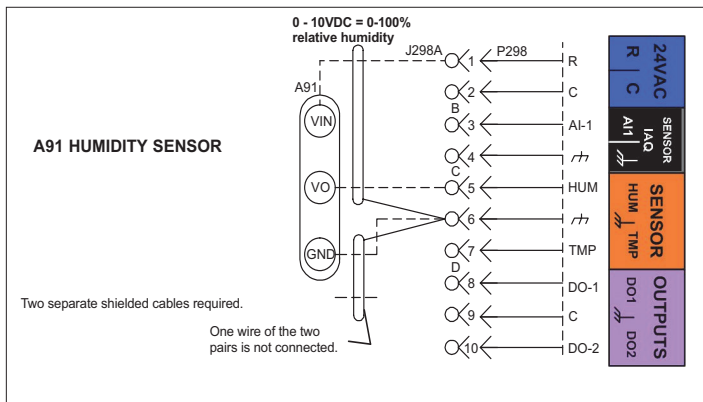 0 - 10VDC = 0-100%
relative humidity
J298A
P298
A91
A91 HUMIDITY SENSOR
VIN
VO
GND
1
R
2
C
B
3
AI-1
4
C
5
HUM
6
7
TMP
D
8
DO-1
9
C
10
DO-2
Two separate shielded cables required.
One wire of the two
pairs is not connected.
24VAC
R
C
SENSOR
IAQ
AI1
SENSOR
HUM
TMP
OUTPUTS
DO1
DO2